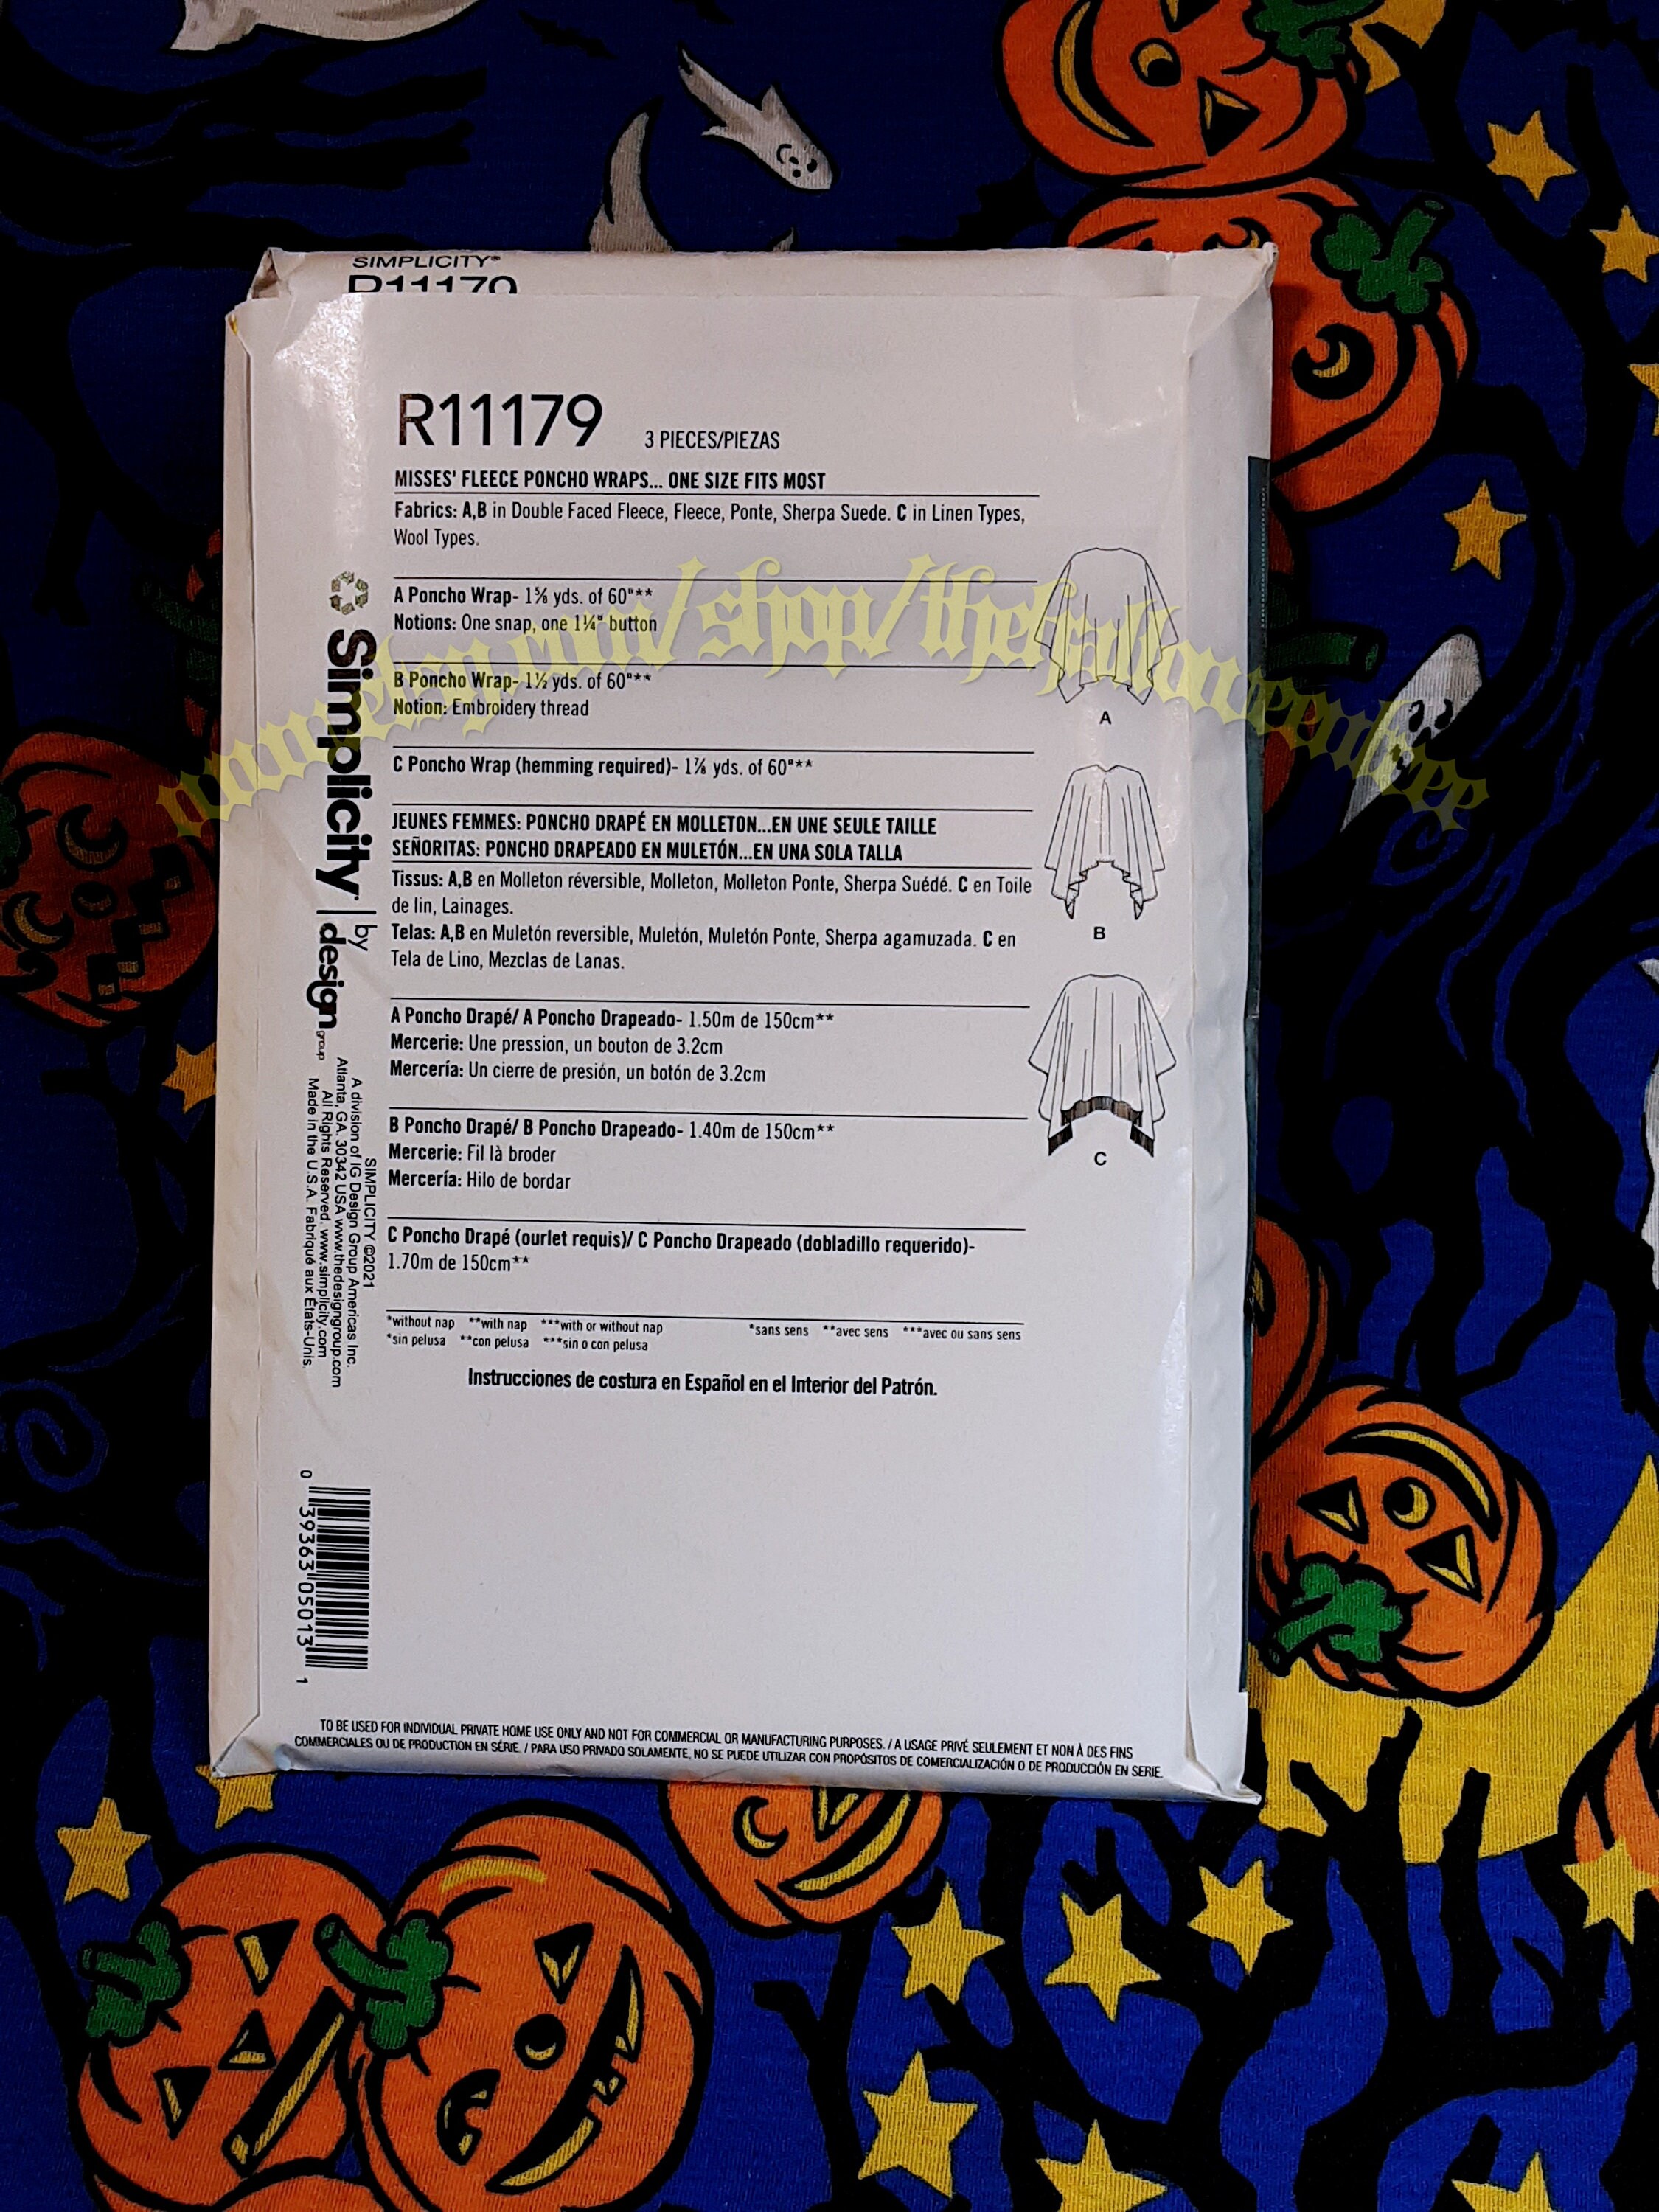 SIMPLICITY®
R11179
R11179 3 PIECES/PIEZAS
MISSES' FLEECE PONCHO WRAPS... ONE SIZE FITS MOST
Fabrics: A,B in Double Faced Fleece, Fleece, Ponte, Sherpa Suede. C in Linen Types,
Wool Types.
A Poncho Wrap- 1⅝ yds. of 60"**
Notions: One snap, one 1¼" button
B Poncho Wrap- 1½ yds. of 60"**
Notion: Embroidery thread
C Poncho Wrap (hemming required)- 1⅞ yds. of 60"**
JEUNES FEMMES: PONCHO DRAPÉ EN MOLLETON...EN UNE SEULE TAILLE
SEÑORITAS: PONCHO DRAPEADO EN MULETÓN...EN UNA SOLA TALLA
Tissus: A,B en Molleton réversible, Molleton, Molleton Ponte, Sherpa Suédé. C en Toile
de lin, Lainages.
Telas: A,B en Muletón reversible, Muletón, Muletón Ponte, Sherpa agamuzada. C en
Tela de Lino, Mezclas de Lanas.
A Poncho Drapé/ A Poncho Drapeado- 1.50m de 150cm**
Mercerie: Une pression, un bouton de 3.2cm
Mercería: Un cierre de presión, un botón de 3.2cm
B Poncho Drapé/ B Poncho Drapeado- 1.40m de 150cm**
Mercerie: Fil là broder
Mercería: Hilo de bordar
C Poncho Drapé (ourlet requis)/ C Poncho Drapeado (dobladillo requerido)-
1.70m de 150cm**
*without nap **with nap ***with or without nap *sans sens **avec sens ***avec ou sans sens
*sin pelusa **con pelusa ***sin o con pelusa
Instrucciones de costura en Español en el Interior del Patrón.
A
B
C
Simplicity | by design group
SIMPLICITY ©2021
A division of IG Design Group Americas Inc.
Atlanta, GA. 30342 USA www.thedesigngroup.com
All Rights Reserved. www.simplicity.com
Made in the U.S.A. Fabriqué aux États-Unis.
0 39363 05013 1
TO BE USED FOR INDIVIDUAL PRIVATE HOME USE ONLY AND NOT FOR COMMERCIAL OR MANUFACTURING PURPOSES. / A USAGE PRIVÉ SEULEMENT ET NON À DES FINS
COMMERCIALES OU DE PRODUCTION EN SÉRIE. / PARA USO PRIVADO SOLAMENTE, NO SE PUEDE UTILIZAR CON PROPÓSITOS DE COMERCIALIZACIÓN O DE PRODUCCIÓN EN SERIE.
www.etsy.com/shop/thehalloweenkee